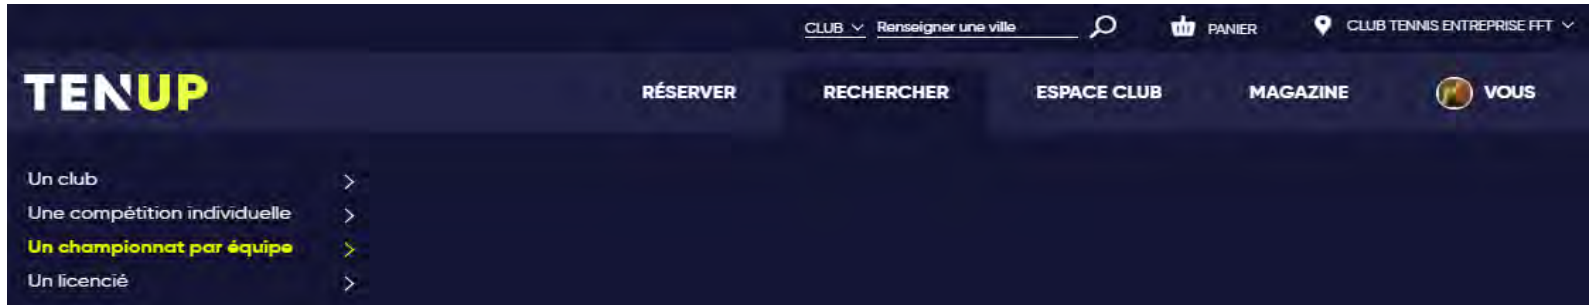 CLUB Renseigner une ville PANIER CLUB TENNIS ENTREPRISE FFT
TENUP RÉSERVER RECHERCHER ESPACE CLUB MAGAZINE VOUS
Un club
Une compétition individuelle
Un championnat par équipe
Un licencié